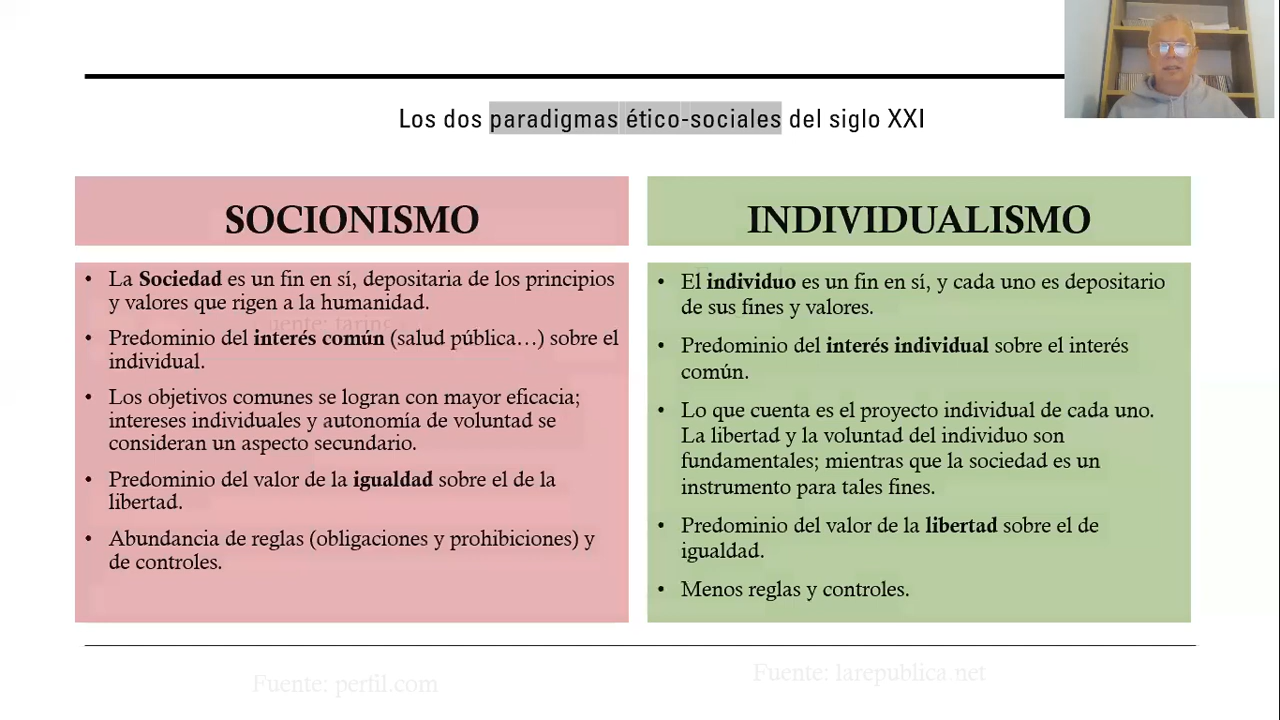 Los dos paradigmas ético-sociales del siglo XXI
SOCIONISMO
• La Sociedad es un fin en sí, depositaria de los principios
y valores que rigen a la humanidad.
• Predominio del interés común (salud pública…) sobre el
individual.
• Los objetivos comunes se logran con mayor eficacia;
intereses individuales y autonomía de voluntad se
consideran un aspecto secundario.
• Predominio del valor de la igualdad sobre el de la
libertad.
• Abundancia de reglas (obligaciones y prohibiciones) y
de controles.
INDIVIDUALISMO
• El individuo es un fin en sí, y cada uno es depositario
de sus fines y valores.
• Predominio del interés individual sobre el interés
común.
• Lo que cuenta es el proyecto individual de cada uno.
La libertad y la voluntad del individuo son
fundamentales; mientras que la sociedad es un
instrumento para tales fines.
• Predominio del valor de la libertad sobre el de
igualdad.
• Menos reglas y controles.
Fuente: perfil.com
Fuente: larepublica.net